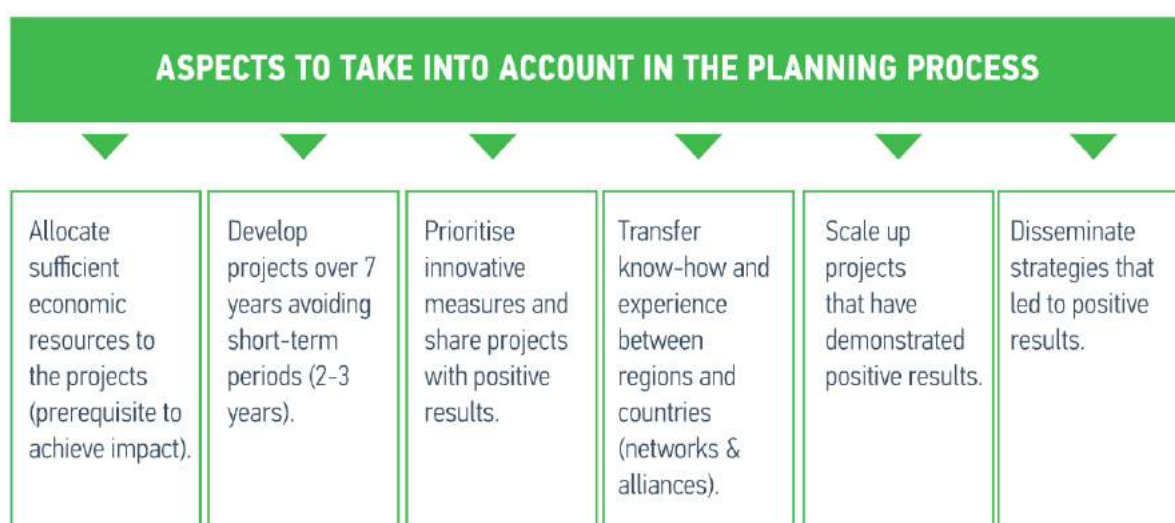 ASPECTS TO TAKE INTO ACCOUNT IN THE PLANNING PROCESS
Allocate
sufficient
economic
resources to
the projects
(prerequisite to
achieve impact).
Develop
projects over 7
years avoiding
short-term
periods (2-3
years).
Prioritise
innovative
measures and
share projects
with positive
results.
Transfer
know-how and
experience
between
regions and
countries
(networks &
alliances).
Scale up
projects
that have
demonstrated
positive results.
Disseminate
strategies that
led to positive
results.